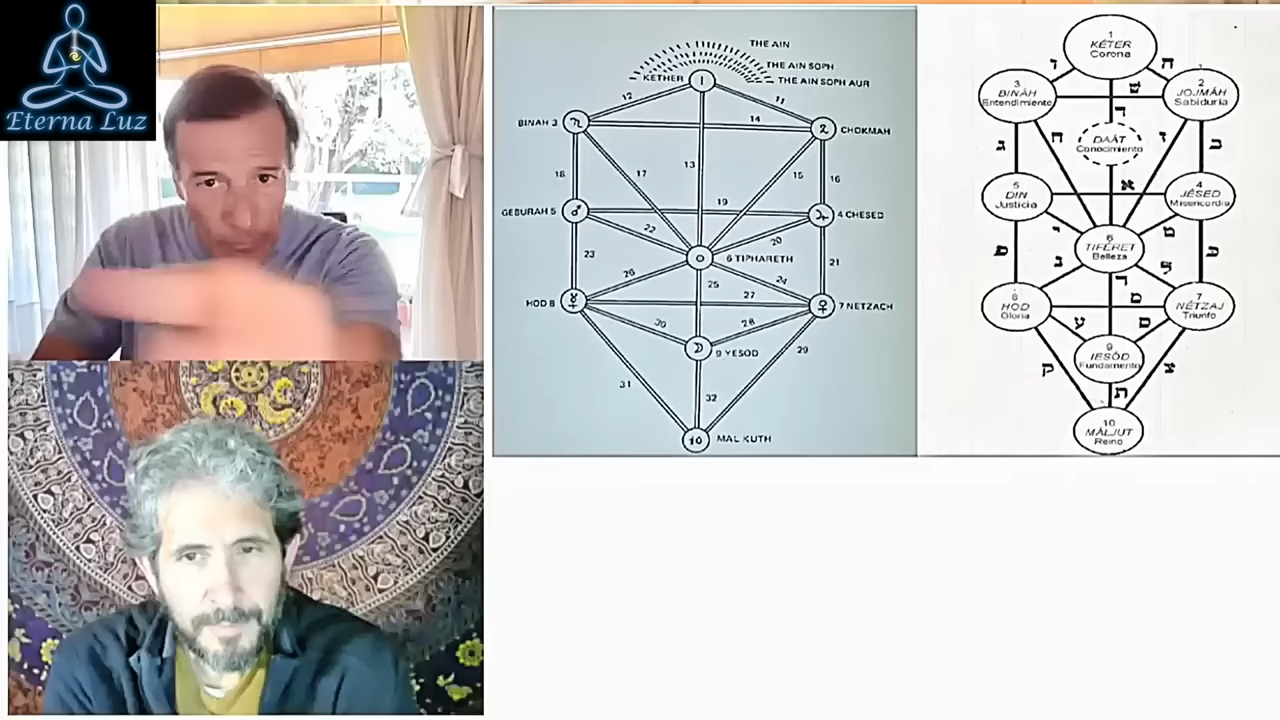 Eterna Luz
THE AIN
THE AIN SOPH
THE AIN SOPH AUR
KETHER
1
12
11
BINAH 3
14
CHOKMAH
2
13
18
17
15
16
19
GEBURAH 5
4 CHESED
22
20
23
6 TIPHARETH
21
26
25
24
HOD 8
27
7 NETZACH
30
28
9 YESOD
29
31
32
10
MAL KUTH
1
KÉTER
Corona
ו
ה
3
BINÁH
Entendimiento
ש
2
JOJMÁH
Sabiduría
ד
DAÁT
Conocimiento
ג
ח
ז
ב
5
DIN
Justicia
א
4
JÉSED
Misericordia
י
ט
6
TIFÉRET
Belleza
פ
כ
נ
8
HOD
Gloria
ר
מ
7
NÉTZAJ
Triunfo
ע
ס
9
IESÓD
Fundamento
ק
צ
ת
10
MÁLJUT
Reino